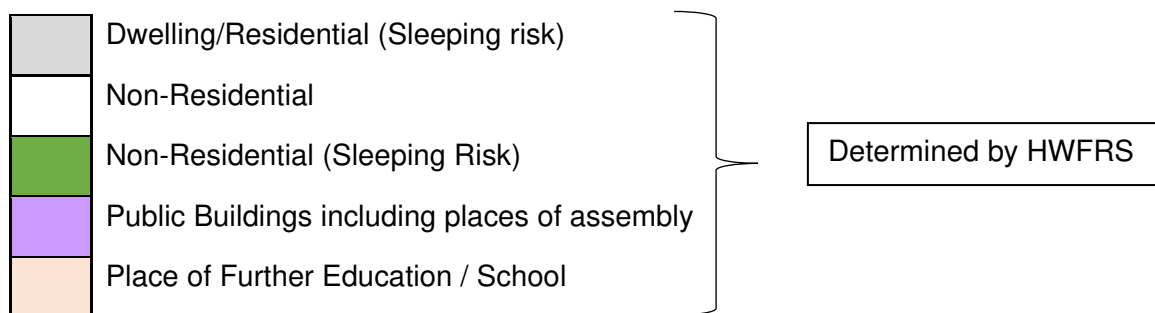 Dwelling/Residential (Sleeping risk)
Non-Residential
Non-Residential (Sleeping Risk)
Public Buildings including places of assembly
Place of Further Education / School
Determined by HWFRS